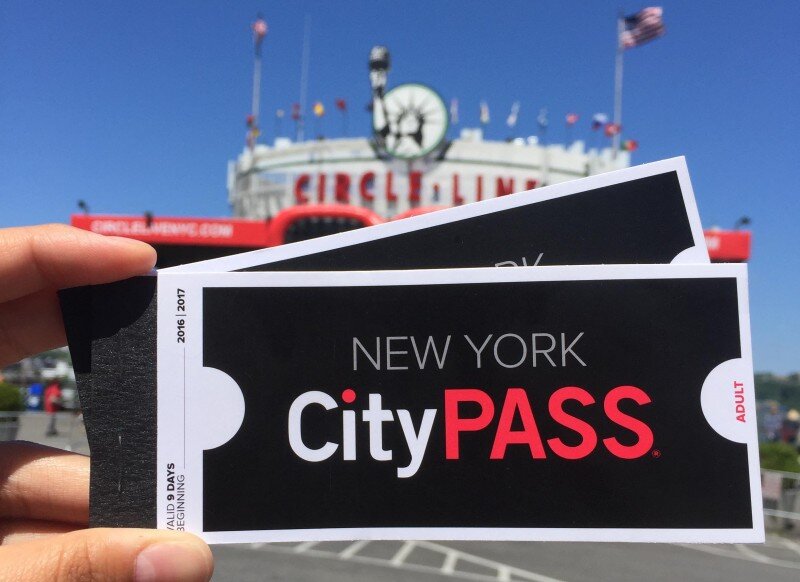 CIRCLE LINE
CIRCLELINENYC.COM
NEW YORK
CityPASS®
ADULT
2016 | 2017
VALID 9 DAYS
BEGINNING